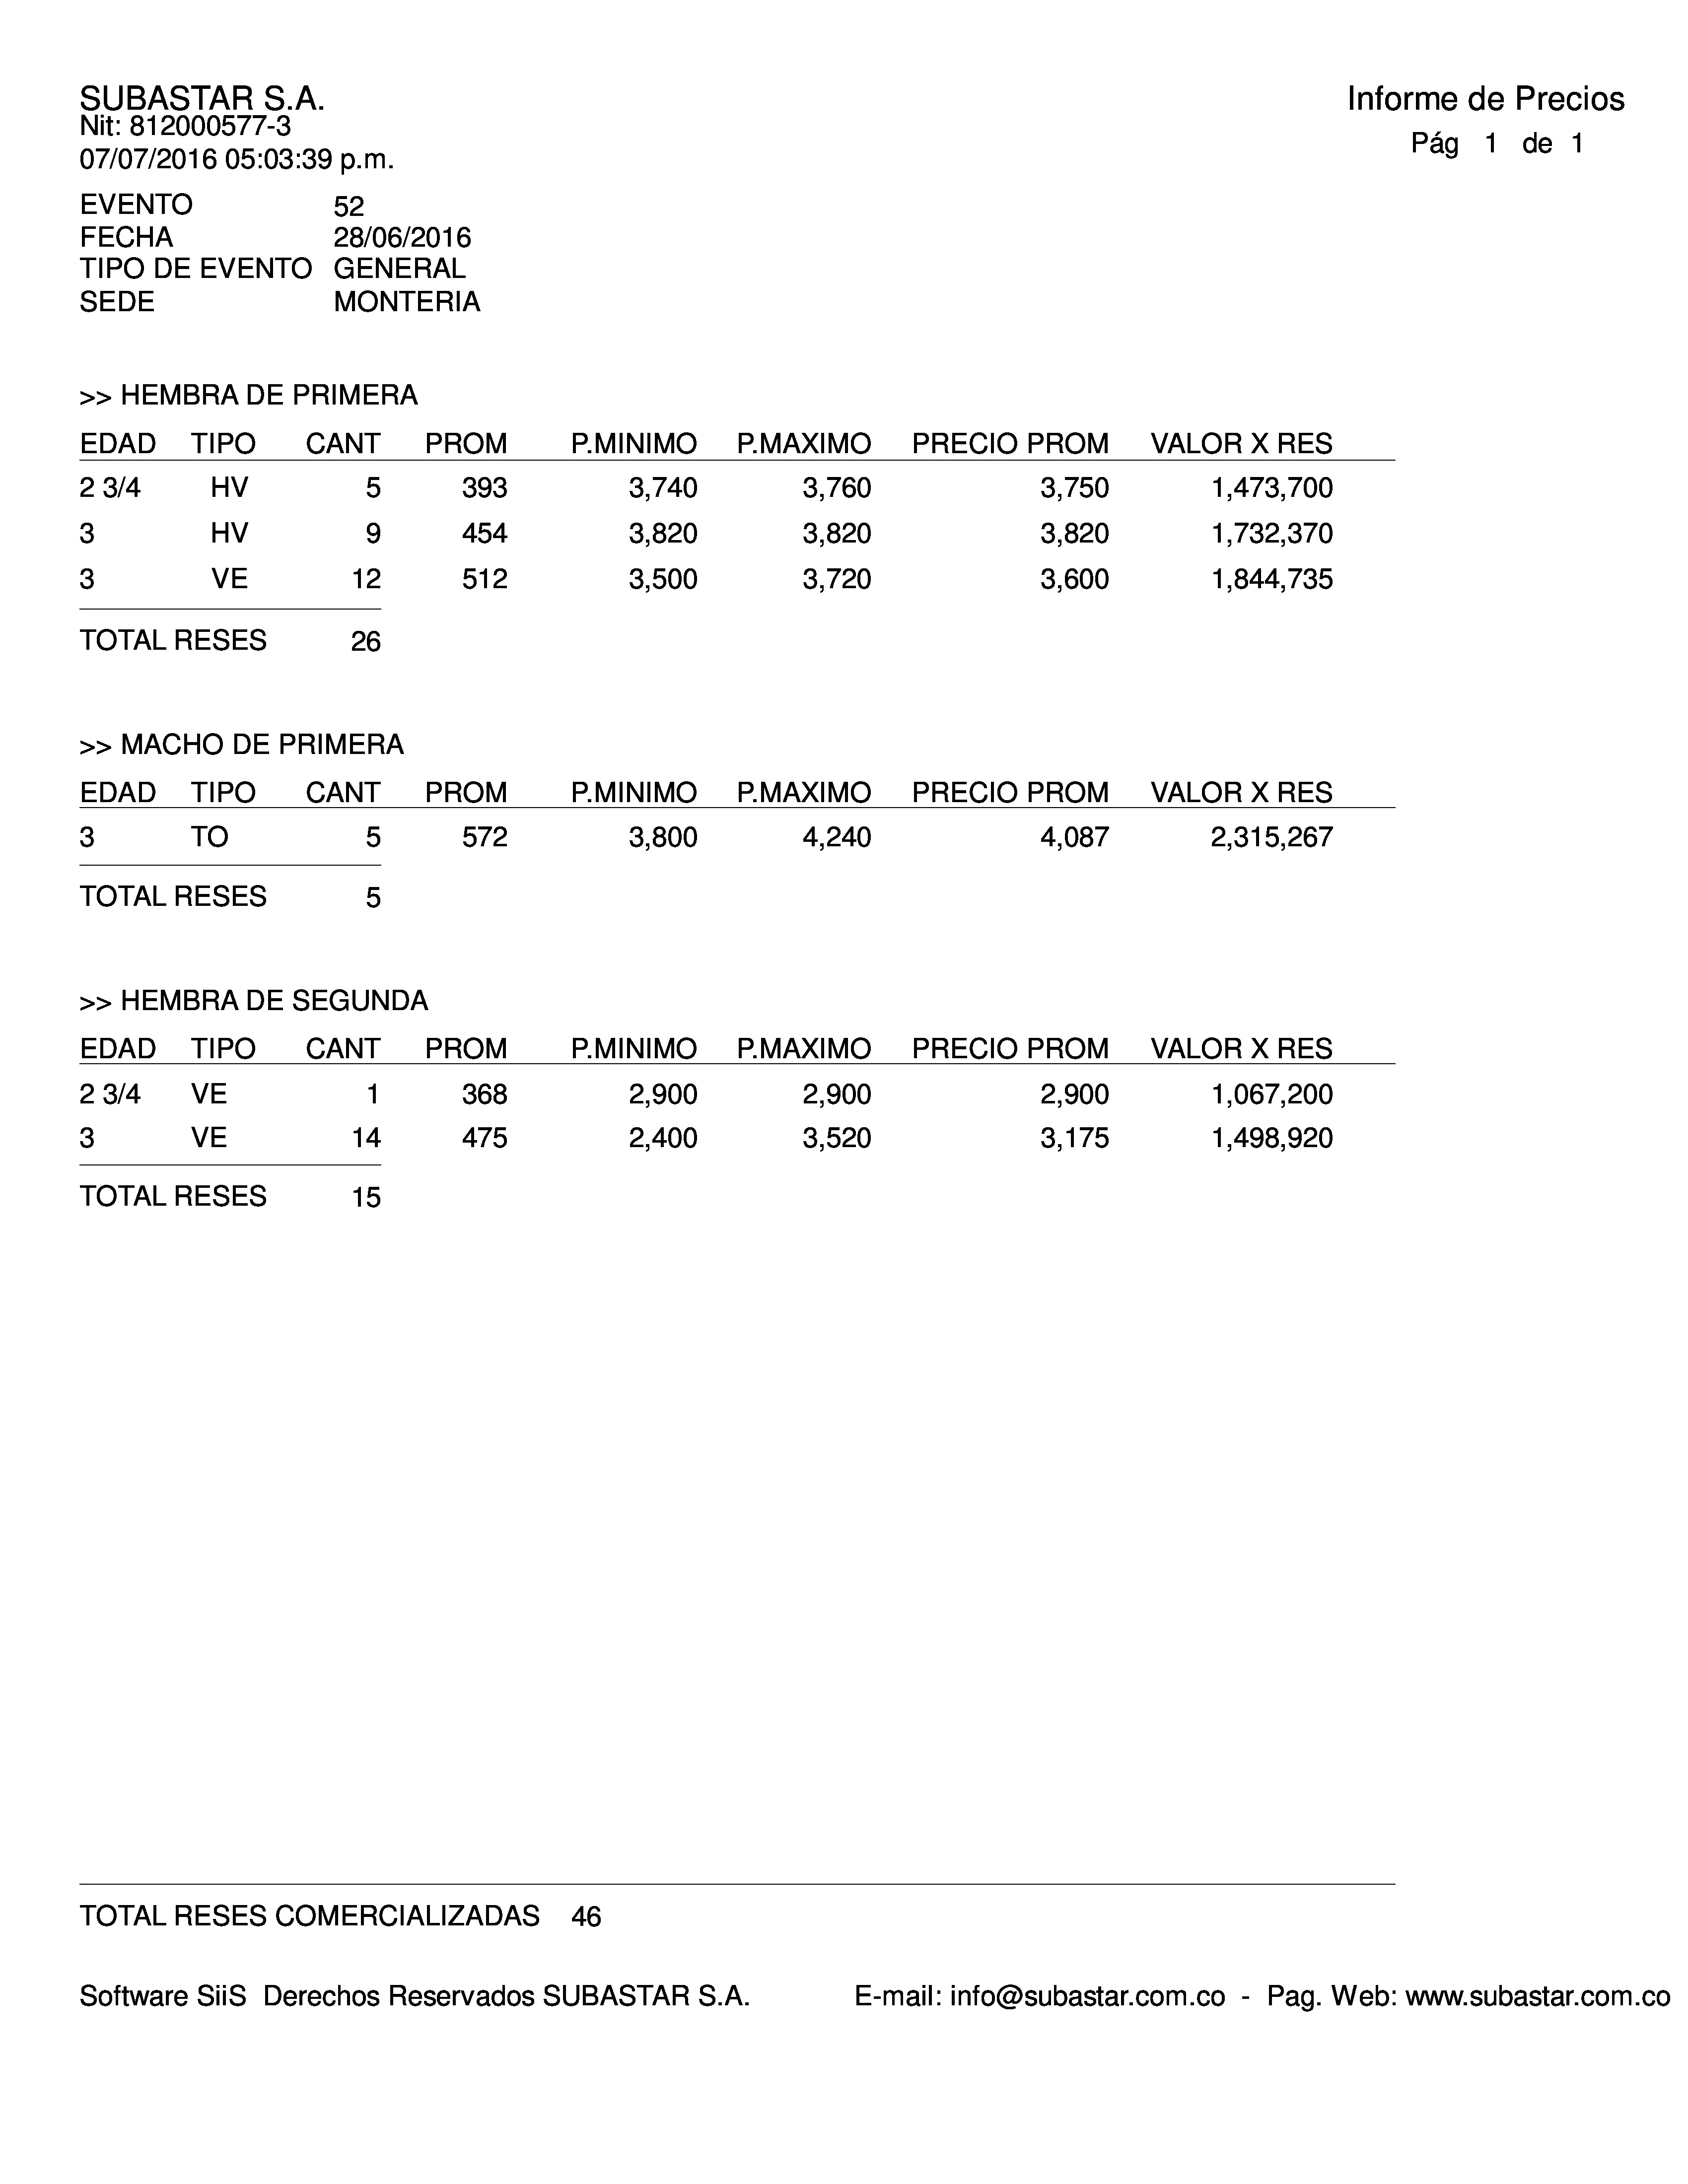 SUBASTAR S.A.
Informe de Precios
Nit: 812000577-3
Pág 1 de 1
07/07/2016 05:03:39 p.m.
EVENTO 52
FECHA 28/06/2016
TIPO DE EVENTO GENERAL
SEDE MONTERIA
>> HEMBRA DE PRIMERA
EDAD TIPO CANT PROM P.MINIMO P.MAXIMO PRECIO PROM VALOR X RES
2 3/4 HV 5 393 3,740 3,760 3,750 1,473,700
3 HV 9 454 3,820 3,820 3,820 1,732,370
3 VE 12 512 3,500 3,720 3,600 1,844,735
TOTAL RESES 26
>> MACHO DE PRIMERA
EDAD TIPO CANT PROM P.MINIMO P.MAXIMO PRECIO PROM VALOR X RES
3 TO 5 572 3,800 4,240 4,087 2,315,267
TOTAL RESES 5
>> HEMBRA DE SEGUNDA
EDAD TIPO CANT PROM P.MINIMO P.MAXIMO PRECIO PROM VALOR X RES
2 3/4 VE 1 368 2,900 2,900 2,900 1,067,200
3 VE 14 475 2,400 3,520 3,175 1,498,920
TOTAL RESES 15
TOTAL RESES COMERCIALIZADAS 46
Software SiiS Derechos Reservados SUBASTAR S.A. E-mail: info@subastar.com.co - Pag. Web: www.subastar.com.co